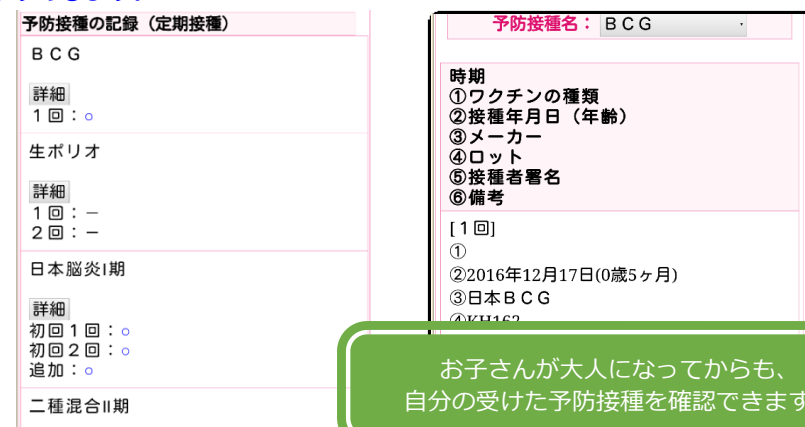 予防接種の記録（定期接種）
ＢＣＧ
詳細
１回：○
生ポリオ
詳細
１回：－
２回：－
日本脳炎Ⅰ期
詳細
初回１回：○
初回２回：○
追加：○
二種混合Ⅱ期
予防接種名： ＢＣＧ
時期
①ワクチンの種類
②接種年月日（年齢）
③メーカー
④ロット
⑤接種者署名
⑥備考
[１回]
①
②2016年12月17日(0歳5ヶ月)
③日本ＢＣＧ
④KH162
お子さんが大人になってからも、
自分の受けた予防接種を確認できます